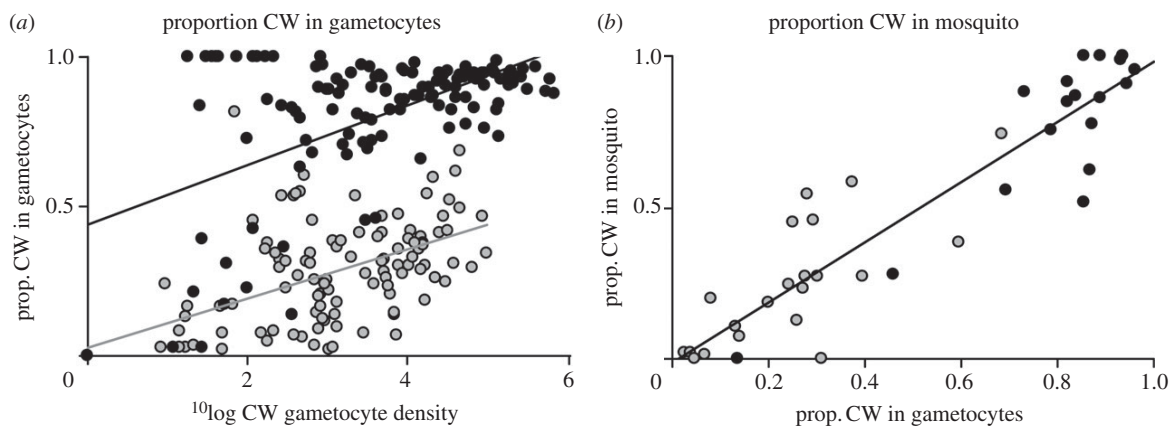 (a) proportion CW in gametocytes
prop. CW in gametocytes
1.0
0.5
0 2 4 6
¹⁰log CW gametocyte density
(b) proportion CW in mosquito
prop. CW in mosquito
1.0
0.5
0
0 0.2 0.4 0.6 0.8 1.0
prop. CW in gametocytes